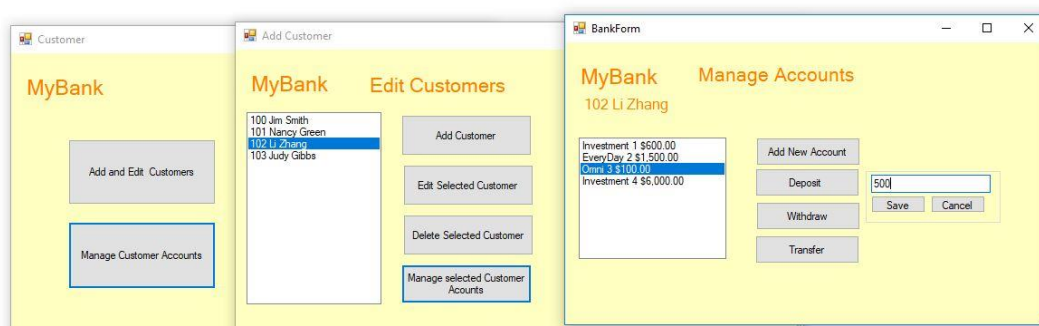 Customer
MyBank
Add and Edit Customers
Manage Customer Accounts
Add Customer
MyBank Edit Customers
100 Jim Smith
101 Nancy Green
102 Li Zhang
103 Judy Gibbs
Add Customer
Edit Selected Customer
Delete Selected Customer
Manage selected Customer
Acounts
BankForm
MyBank Manage Accounts
102 Li Zhang
Investment 1 $600.00
EveryDay 2 $1,500.00
Omni 3 $100.00
Investment 4 $6,000.00
Add New Account
Deposit
Withdraw
Transfer
500
Save Cancel